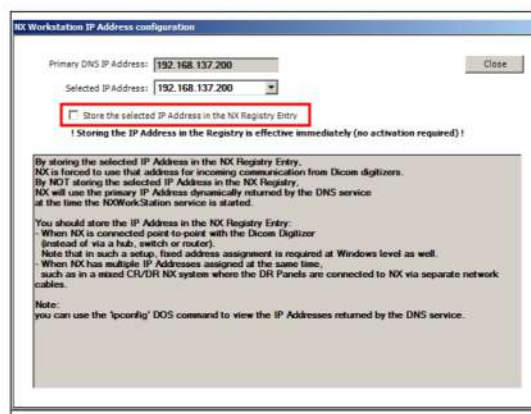 NX Workstation IP Address configuration
Primary DNS IP Address: 192.168.137.200
Close
Selected IP Address: 192.168.137.200
Store the selected IP Address in the NX Registry Entry
! Storing the IP Address in the Registry is effective immediately (no activation required) !
By storing the selected IP Address in the NX Registry Entry,
NX is forced to use that address for incoming communication from Dicom digitizers.
By NOT storing the selected IP Address in the NX Registry,
NX will use the primary IP Address dynamically returned by the DNS service
at the time the NXWorkStation service is started.
You should store the IP Address in the NX Registry Entry:
- When NX is connected point-to-point with the Dicom Digitizer
(instead of via a hub, switch or router).
Note that in such a setup, fixed address assignment is required at Windows level as well.
- When NX has multiple IP Addresses assigned at the same time,
such as in a mixed CR/DR NX system where the DR Panels are connected to NX via separate network
cables.
Note:
you can use the 'ipconfig' DOS command to view the IP Addresses returned by the DNS service.